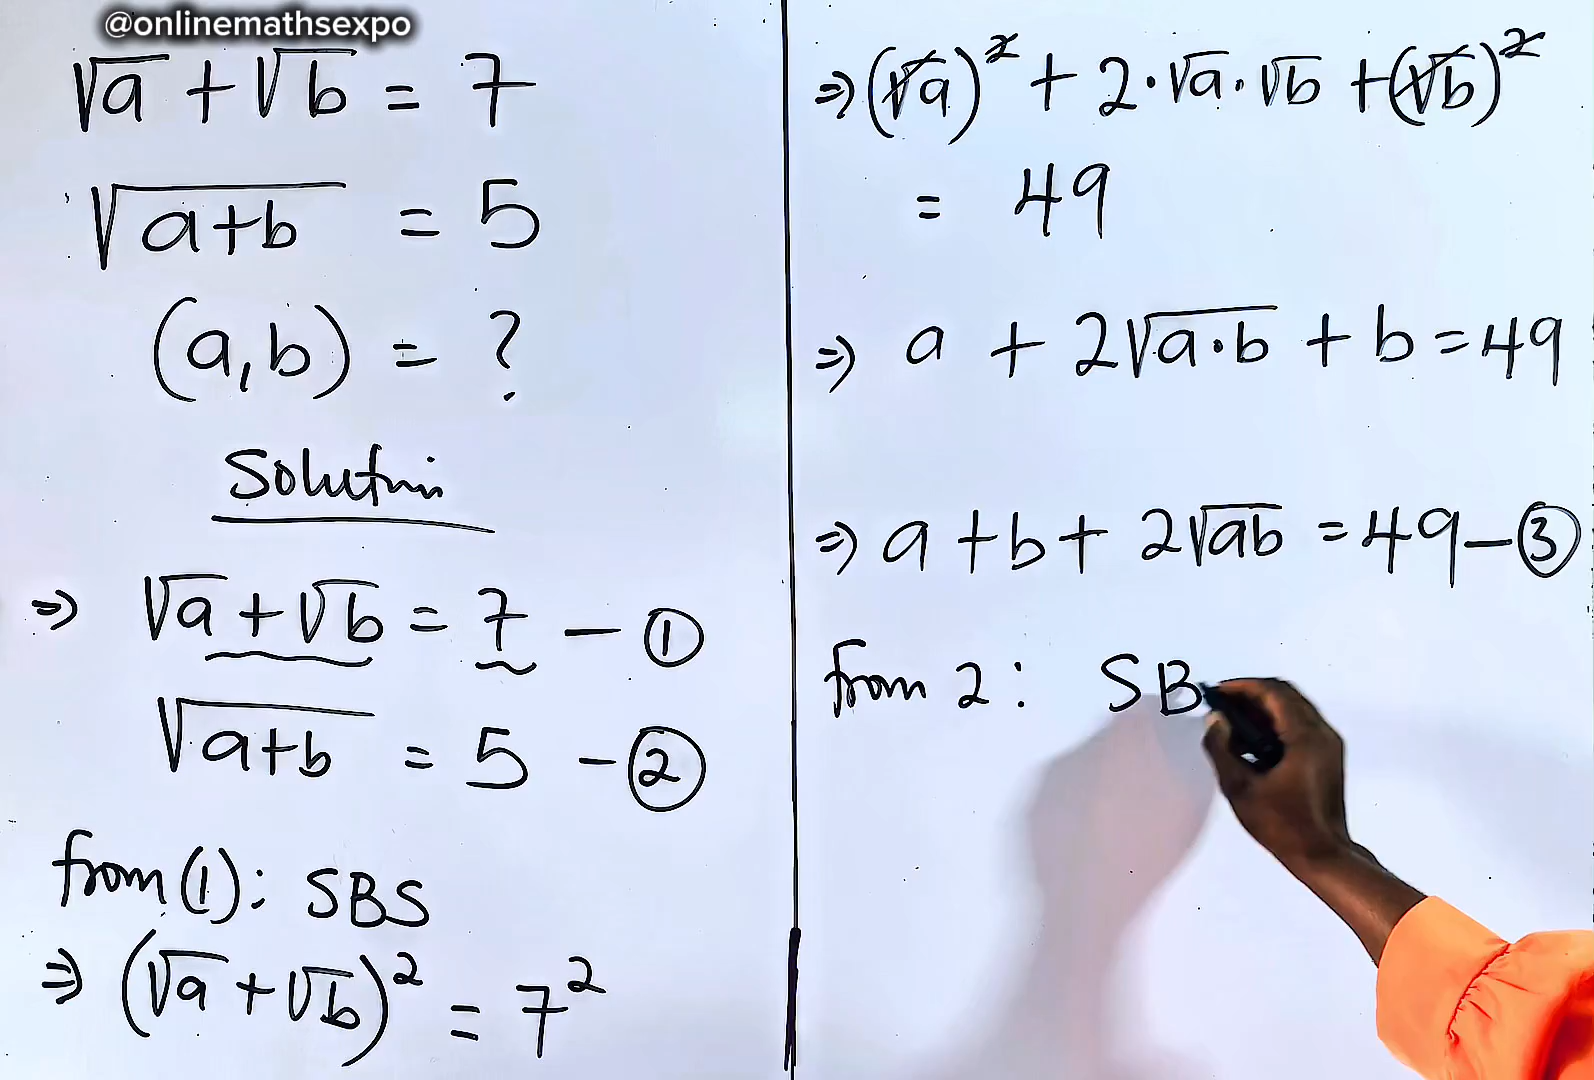 @onlinemathsexpo
√a + √b = 7
√(a+b) = 5
(a,b) = ?
Solution
⇒ √a + √b = 7 — ①
√(a+b) = 5 — ②
from (1): SBS
⇒ (√a + √b)² = 7²
⇒ (√a)² + 2·√a·√b + (√b)²
= 49
⇒ a + 2√(a·b) + b = 49
⇒ a + b + 2√(ab) = 49 — ③
from 2: SB